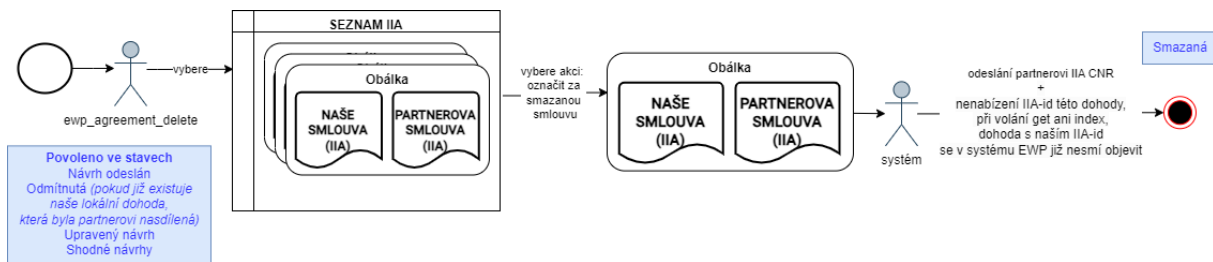 SEZNAM IIA
Obálka
Obálka
NAŠE
SMLOUVA
(IIA)
PARTNEROVA
SMLOUVA
(IIA)
vybere
ewp_agreement_delete
Povoleno ve stavech
Návrh odeslán
Odmítnutá (pokud již existuje
naše lokální dohoda,
která byla partnerovi nasdílená)
Upravený návrh
Shodné návrhy
vybere akci:
označit za
smazanou
smlouvu
Obálka
NAŠE
SMLOUVA
(IIA)
PARTNEROVA
SMLOUVA
(IIA)
systém
odeslání partnerovi IIA CNR
+
nenabízení IIA-id této dohody,
při volání get ani index,
dohoda s naším IIA-id
se v systému EWP již nesmí objevit
Smazaná